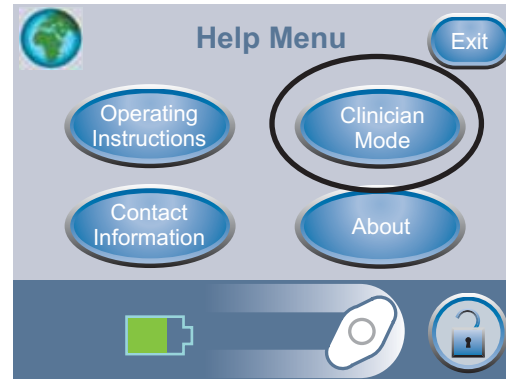 Help Menu
Exit
Operating
Instructions
Clinician
Mode
Contact
Information
About